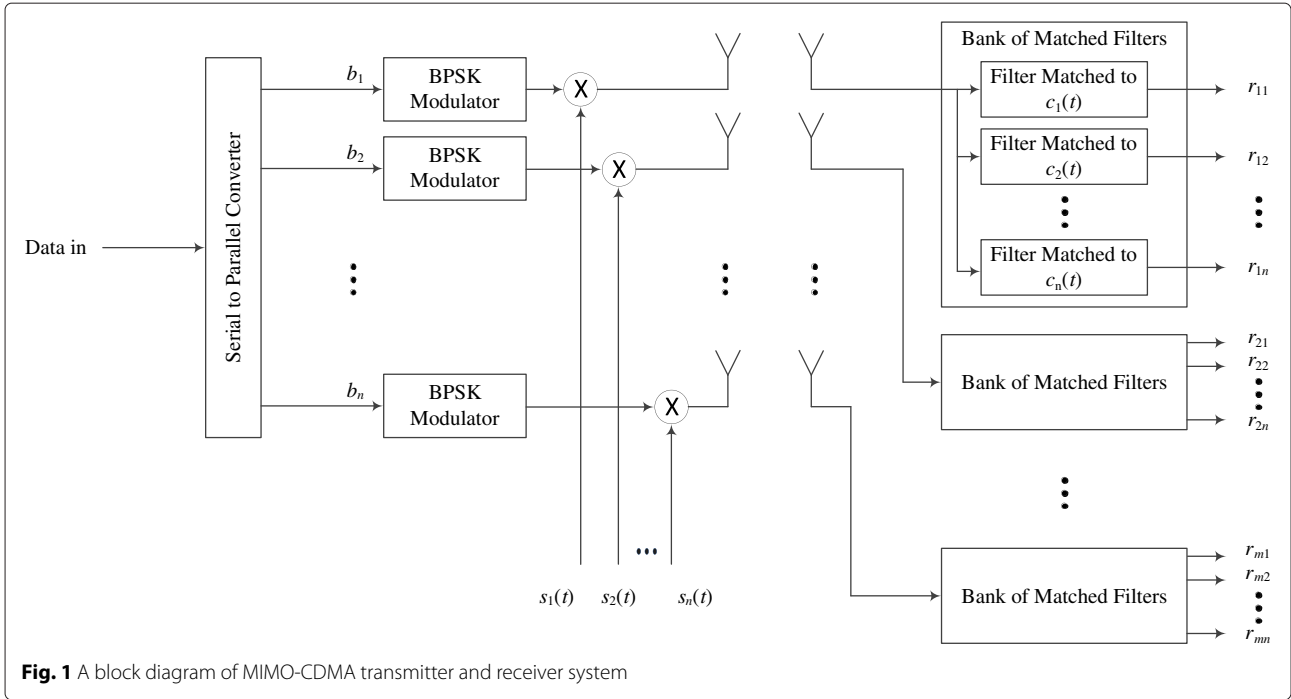 Serial to Parallel Converter
Data in
b1
BPSK
Modulator
X
b2
BPSK
Modulator
X
bn
BPSK
Modulator
X
s1(t)
s2(t)
sn(t)
Bank of Matched Filters
Filter Matched to
c1(t)
r11
Filter Matched to
c2(t)
r12
Filter Matched to
cn(t)
r1n
Bank of Matched Filters
r21
r22
r2n
Bank of Matched Filters
rm1
rm2
rmn
Fig. 1 A block diagram of MIMO-CDMA transmitter and receiver system